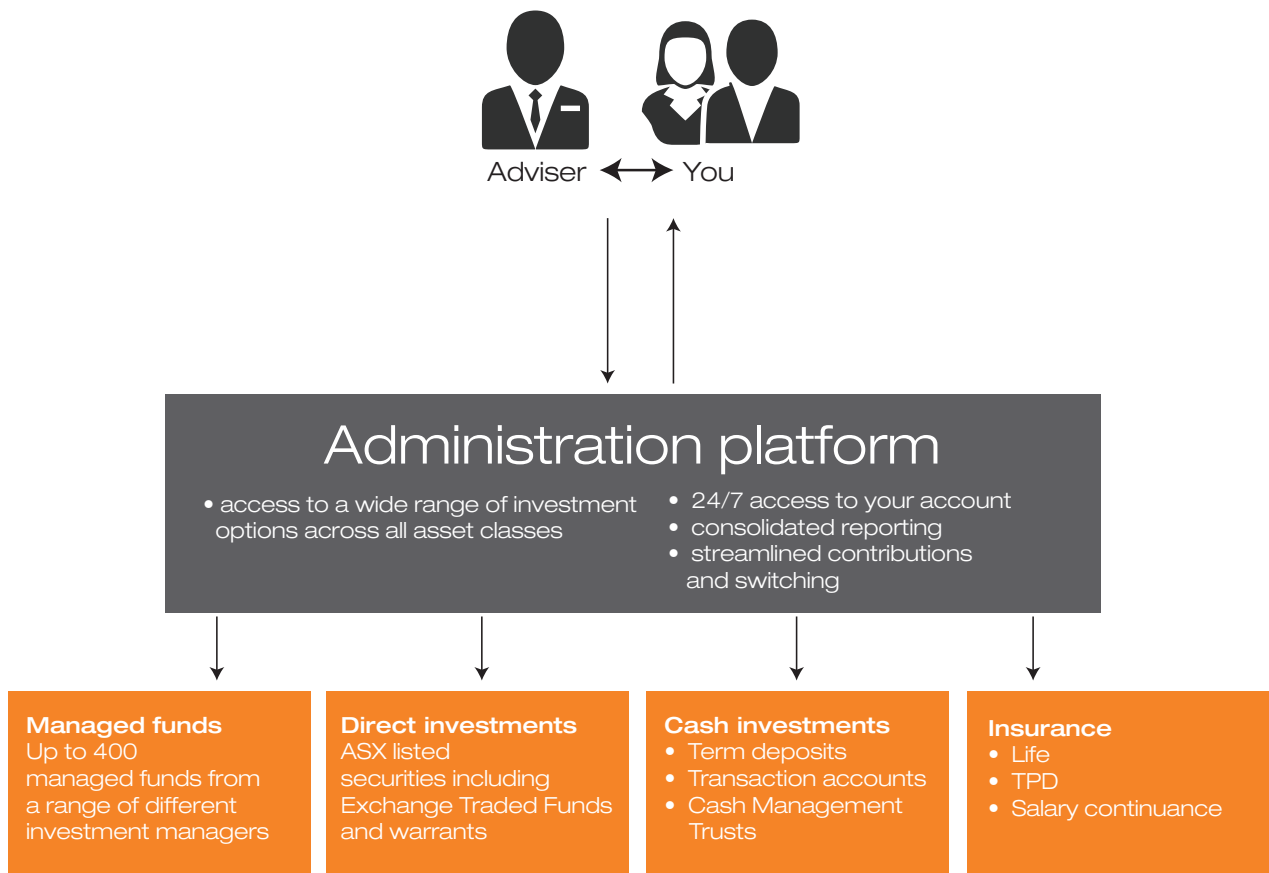 Adviser You
Administration platform
• access to a wide range of investment
options across all asset classes
• 24/7 access to your account
• consolidated reporting
• streamlined contributions
and switching
Managed funds
Up to 400
managed funds from
a range of different
investment managers
Direct investments
ASX listed
securities including
Exchange Traded Funds
and warrants
Cash investments
• Term deposits
• Transaction accounts
• Cash Management
Trusts
Insurance
• Life
• TPD
• Salary continuance